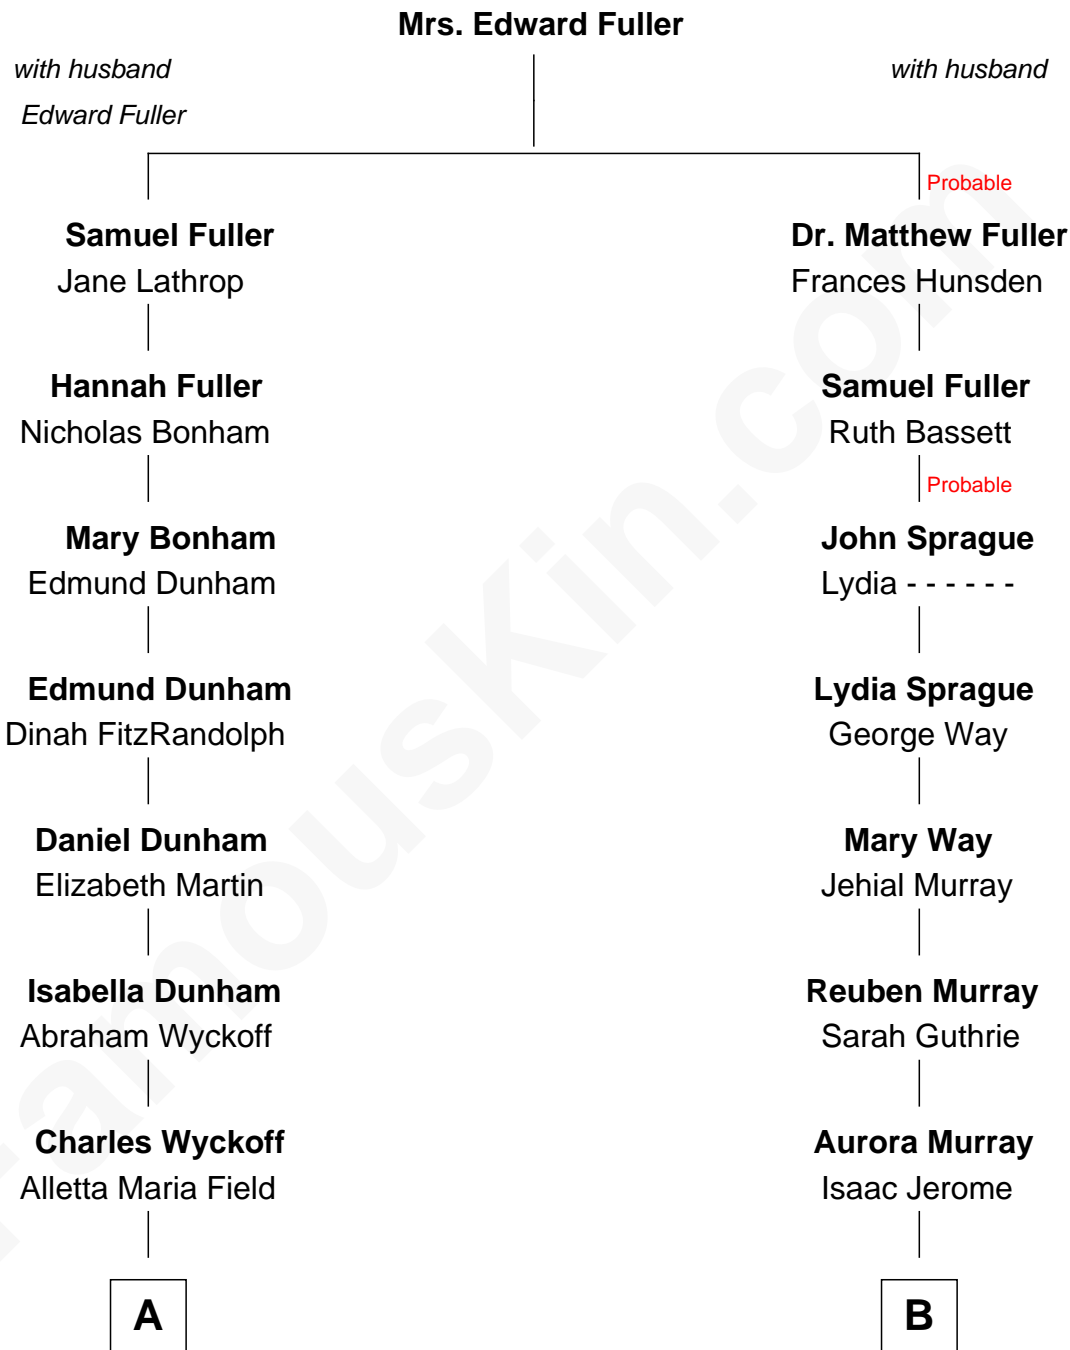 Mrs. Edward Fuller
with husband
with husband
Edward Fuller
Probable
Samuel Fuller
Dr. Matthew Fuller
Jane Lathrop
Frances Hunsden
Hannah Fuller
Samuel Fuller
Nicholas Bonham
Ruth Bassett
Probable
Mary Bonham
John Sprague
Edmund Dunham
Lydia - - - - - -
Edmund Dunham
Lydia Sprague
Dinah FitzRandolph
George Way
Daniel Dunham
Mary Way
Elizabeth Martin
Jehial Murray
Isabella Dunham
Reuben Murray
Abraham Wyckoff
Sarah Guthrie
Charles Wyckoff
Aurora Murray
Alletta Maria Field
Isaac Jerome
A
B
FamousKin.com